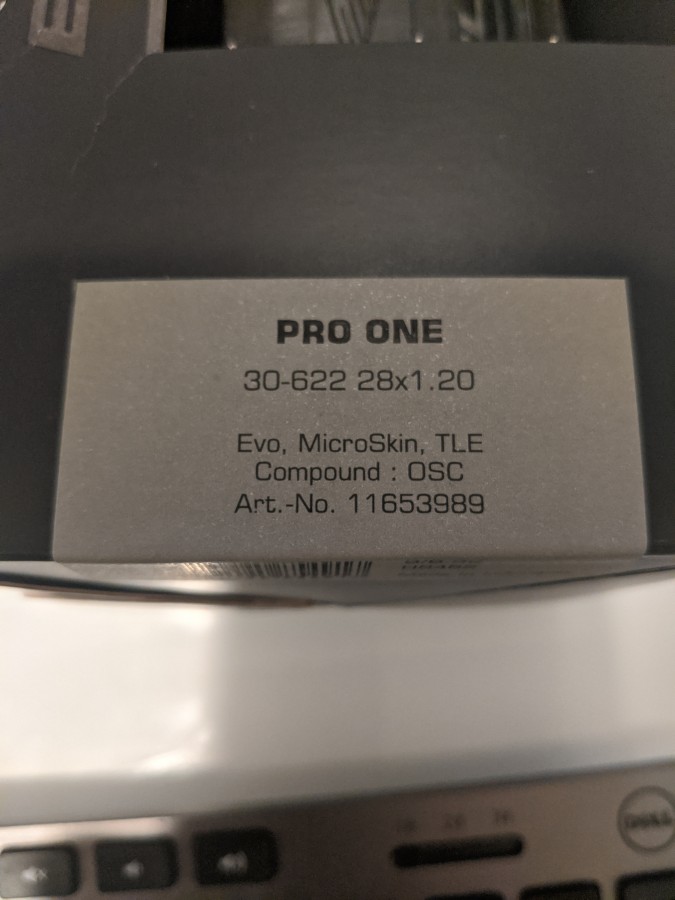 PRO ONE
30-622 28x1.20
Evo, MicroSkin, TLE
Compound : OSC
Art.-No. 11653989
DELL